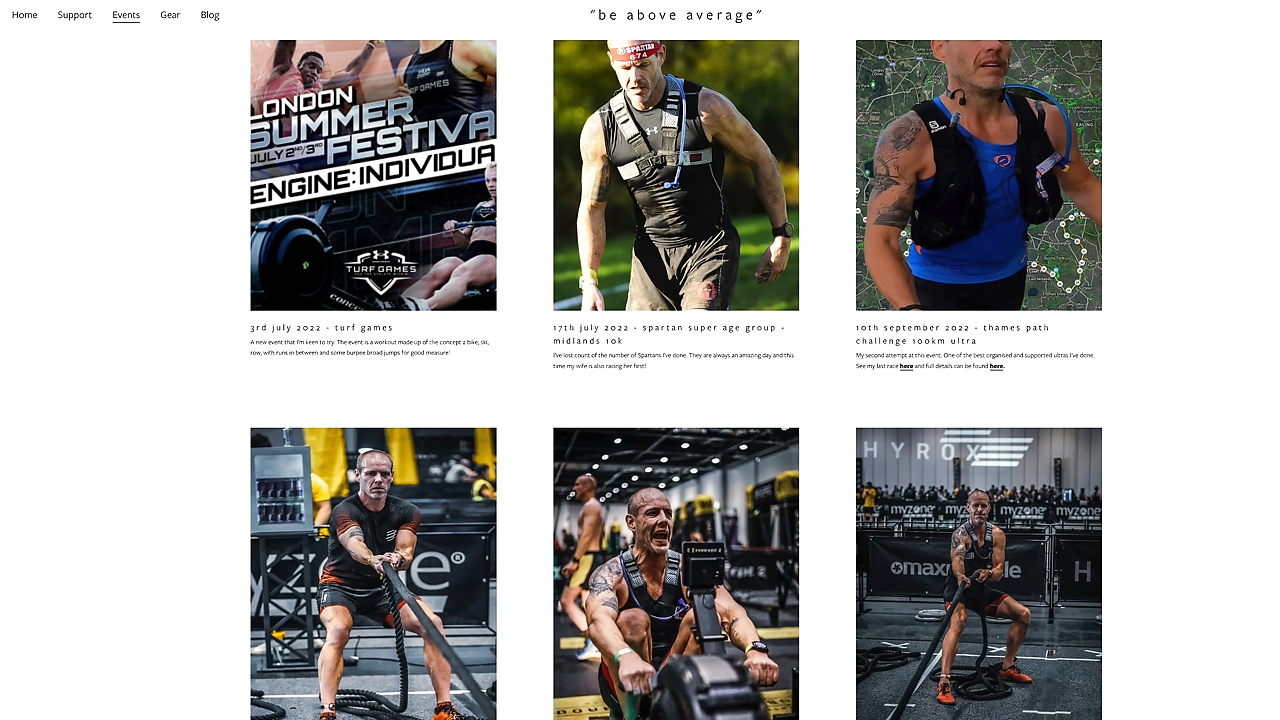 Home Support Events Gear Blog
"be above average"
LONDON
SUMMER
FESTIVA
JULY 2ND/3RD
ENGINE: INDIVIDUA
TURF GAMES
3rd july 2022 - turf games
A new event that I'm keen to try. The event is a workout made up of the concept 2 bike, ski,
row, with runs in between and some burpee broad jumps for good measure!
SPARTAN
674
17th july 2022 - spartan super age group -
midlands 10k
I've lost count of the number of Spartans I've done. They are always an amazing day and this
time my wife is also racing her first!
10th september 2022 - thames path
challenge 100km ultra
My second attempt at this event. One of the best organised and supported ultras I've done.
See my last race here and full details can be found here.
HYROX
myzone myzone
maxi cle H